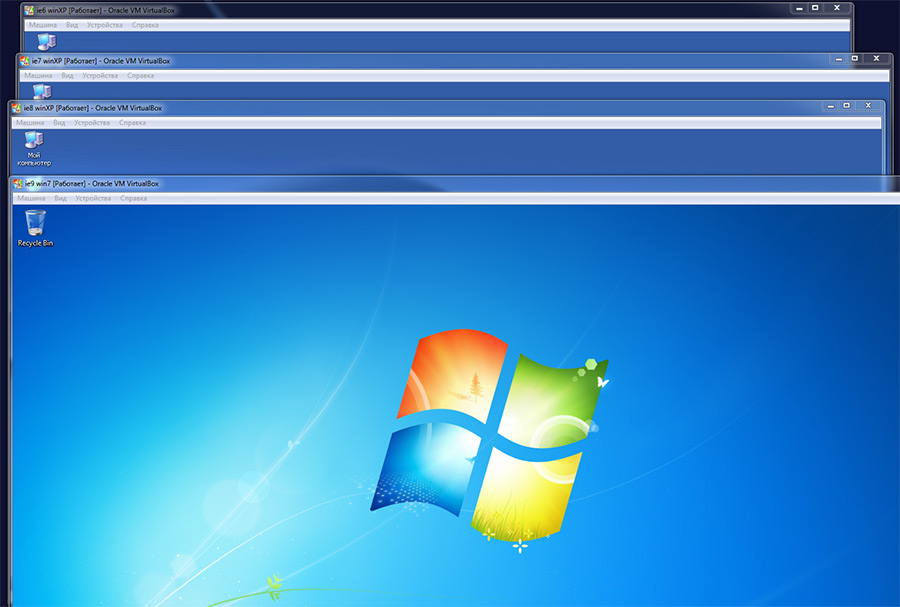 ie6 winXP [Работает] - Oracle VM VirtualBox
Машина Вид Устройства Справка
ie7 winXP [Работает] - Oracle VM VirtualBox
Машина Вид Устройства Справка
ie8 winXP [Работает] - Oracle VM VirtualBox
Машина Вид Устройства Справка
Мой
компьютер
ie9 win7 [Работает] - Oracle VM VirtualBox
Машина Вид Устройства Справка
Recycle Bin